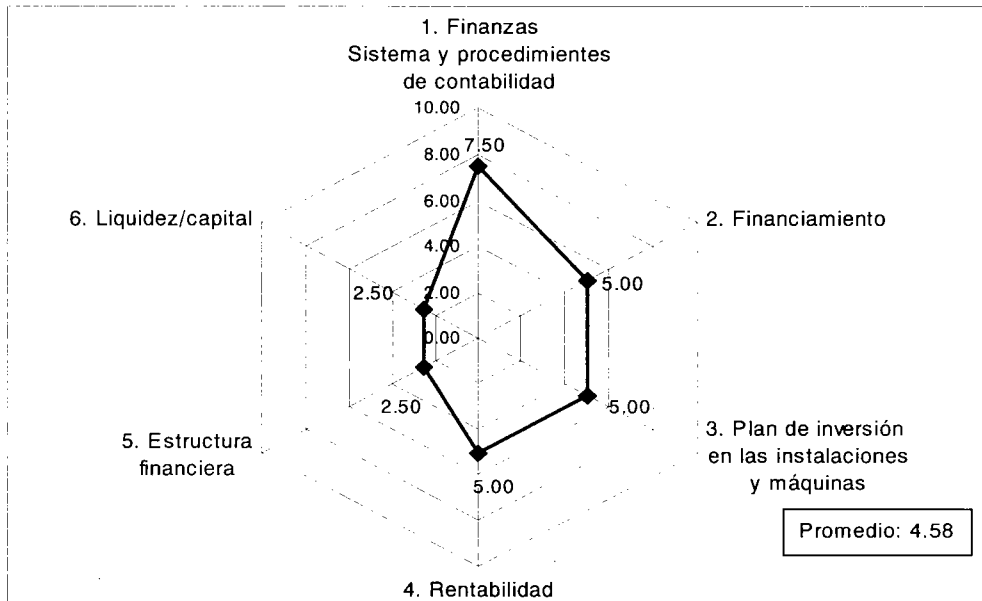 1. Finanzas
Sistema y procedimientes
de contabilidad
10.00
7.50
8.00
6.00
6. Liquidez/capital
2. Financiamiento
4.00
2.50
2.00
5.00
0.00
2.50
5.00
3. Plan de inversión
en las instalaciones
y máquinas
5. Estructura
financiera
5.00
Promedio: 4.58
4. Rentabilidad